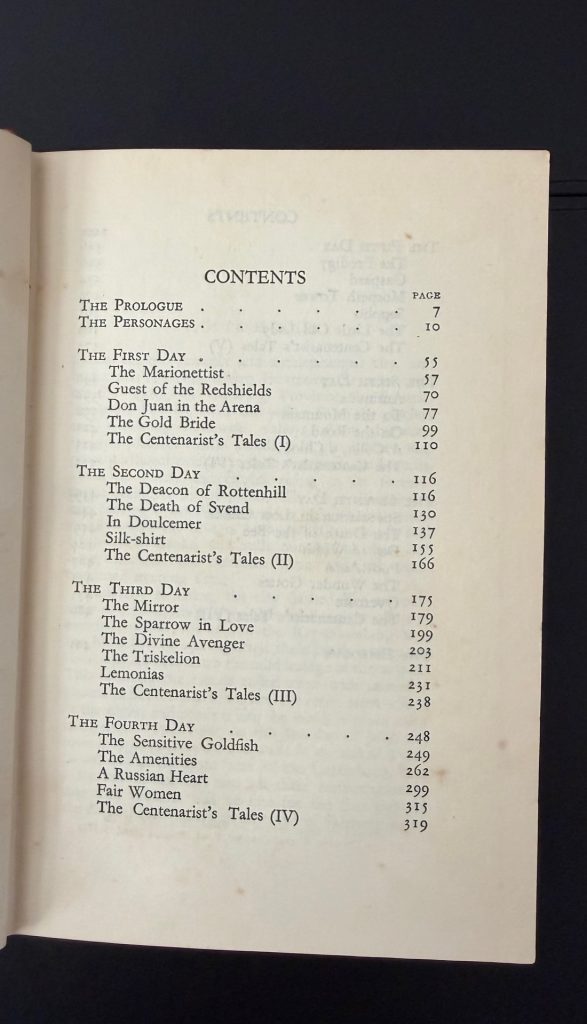 CONTENTS
PAGE
THE PROLOGUE . . . . . . 7
THE PERSONAGES . . . . . . 10
THE FIRST DAY . . . . . . 55
The Marionettist 57
Guest of the Redshields 70
Don Juan in the Arena 77
The Gold Bride 99
The Centenarist's Tales (I) 110
THE SECOND DAY . . . . . 116
The Deacon of Rottenhill 116
The Death of Svend 130
In Doulcemer 137
Silk-shirt 155
The Centenarist's Tales (II) 166
THE THIRD DAY . . . . . 175
The Mirror 179
The Sparrow in Love 199
The Divine Avenger 203
The Triskelion 211
Lemonias 231
The Centenarist's Tales (III) 238
THE FOURTH DAY . . . . . 248
The Sensitive Goldfish 249
The Amenities 262
A Russian Heart 299
Fair Women 315
The Centenarist's Tales (IV) 319